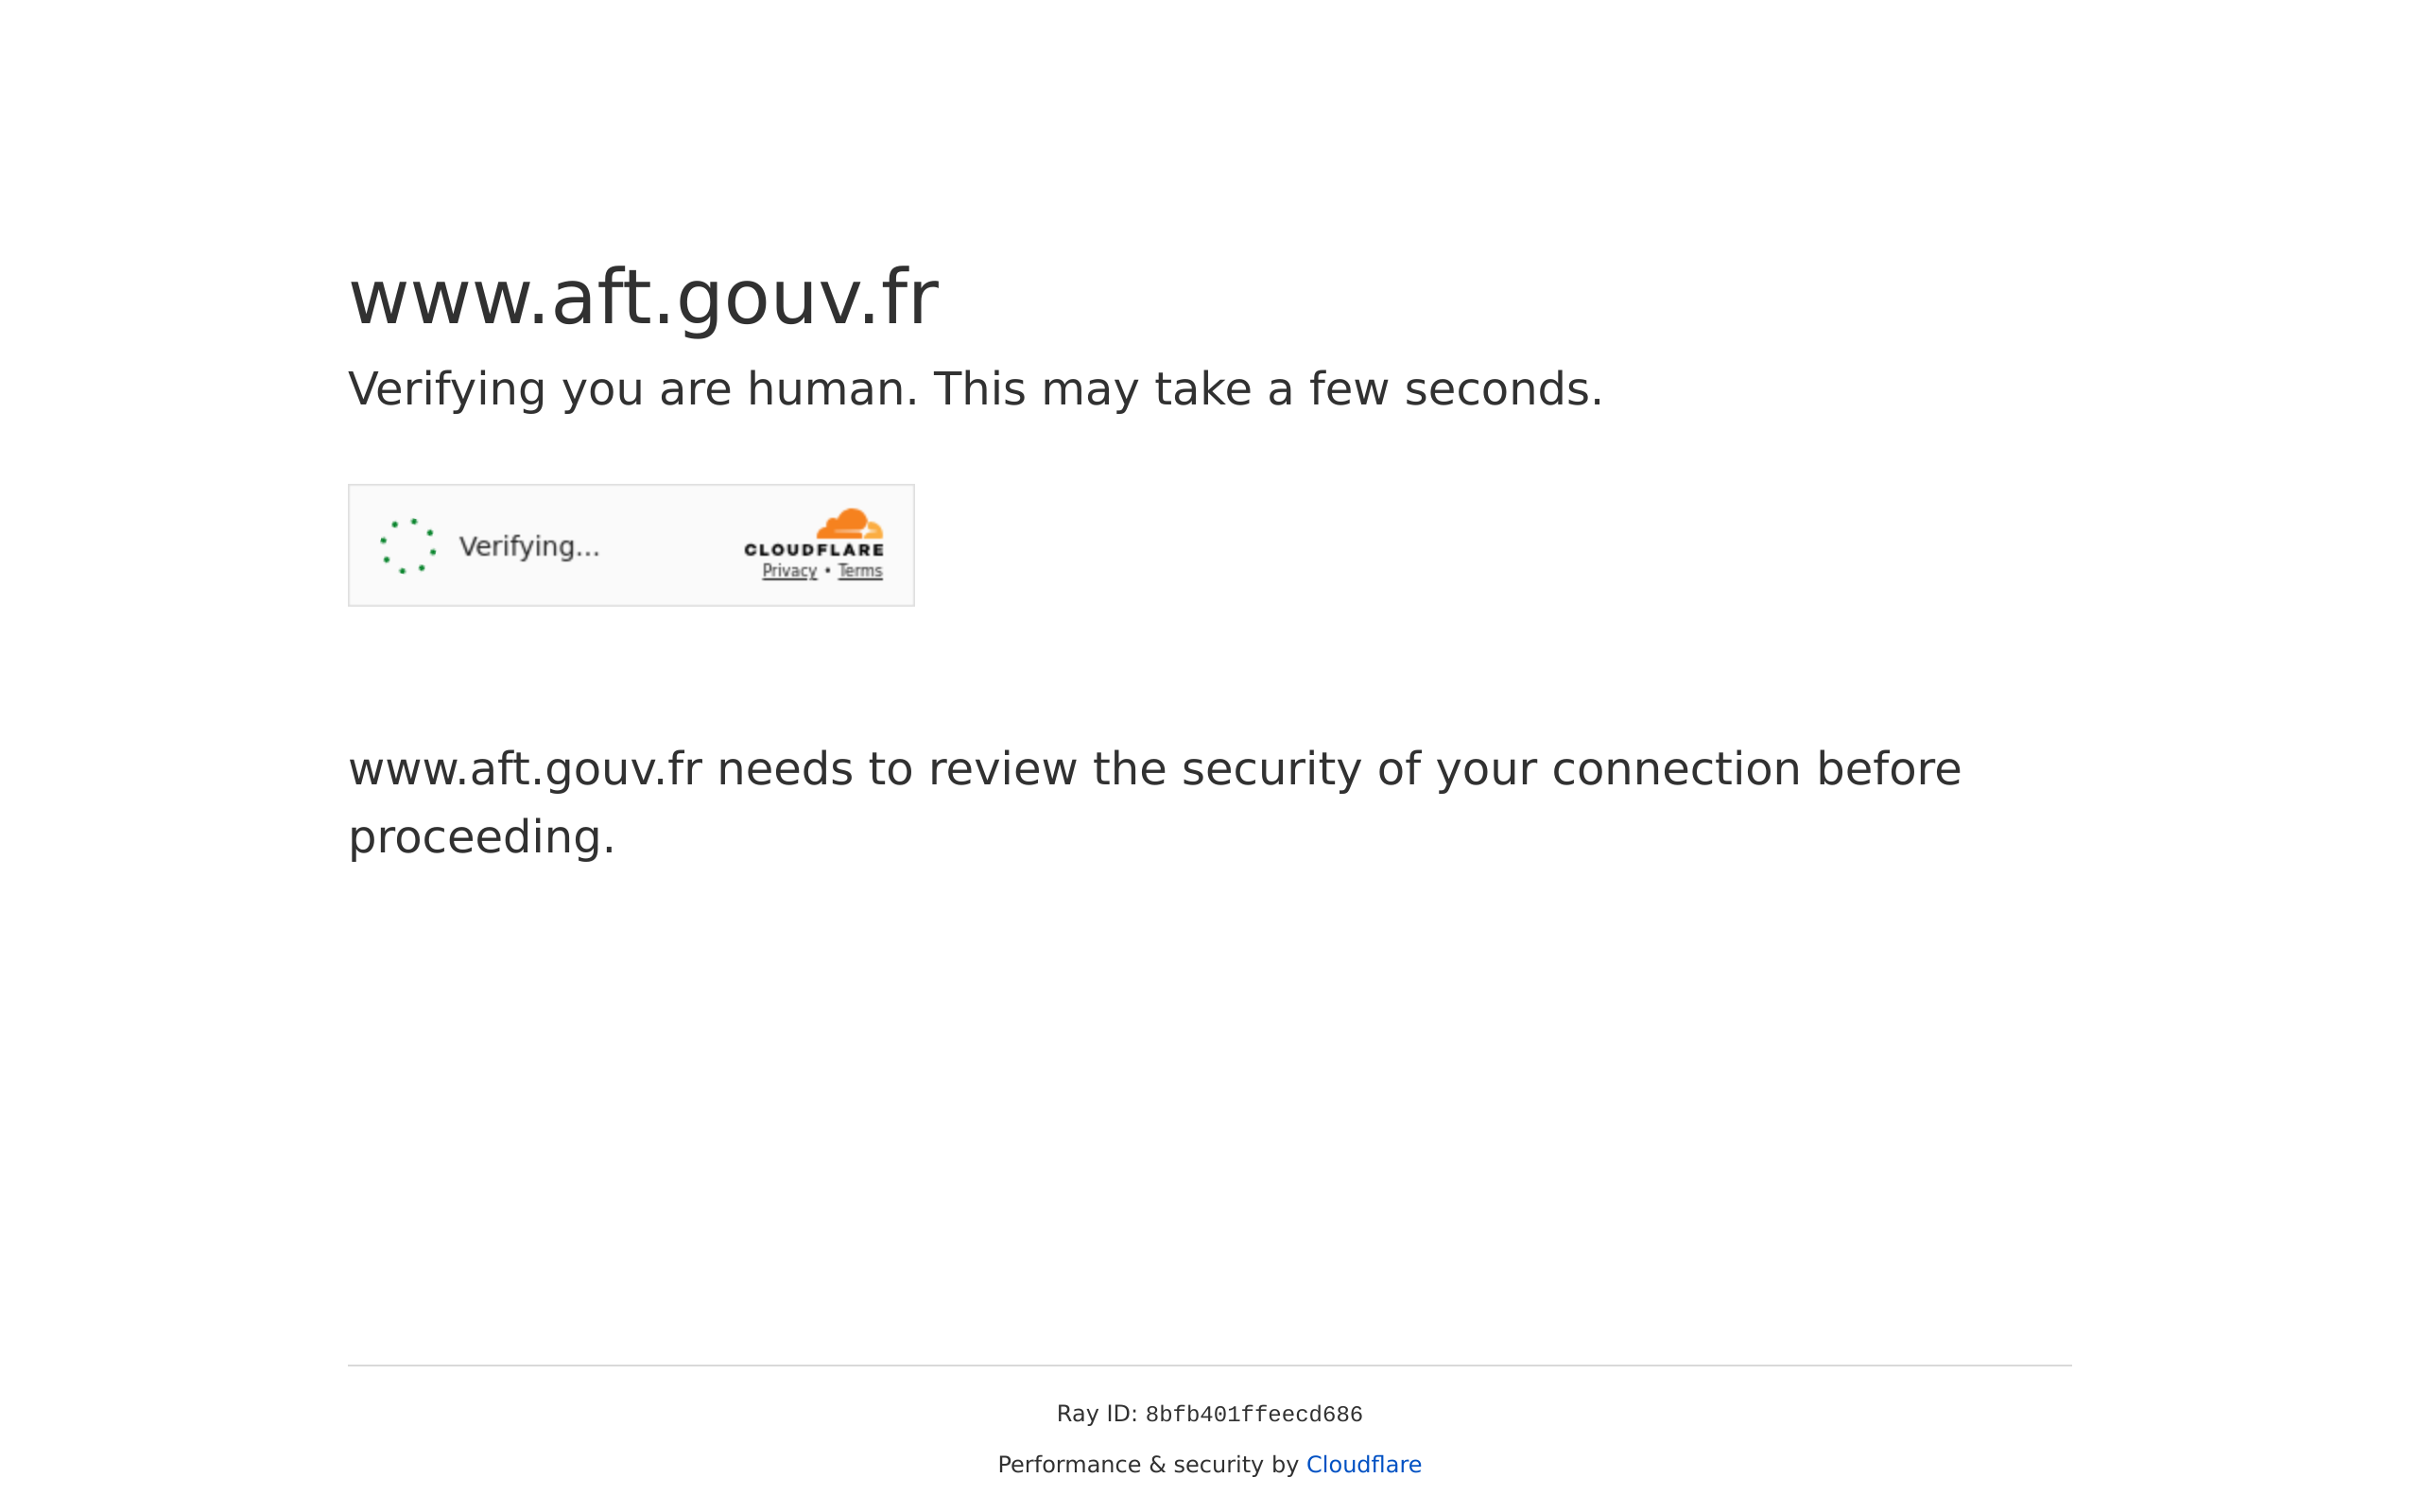 www.aft.gouv.fr
Verifying you are human. This may take a few seconds.
Verifying...
CLOUDFLARE
Privacy • Terms
www.aft.gouv.fr needs to review the security of your connection before
proceeding.
Ray ID: 8bfb401ffeecd686
Performance & security by Cloudflare